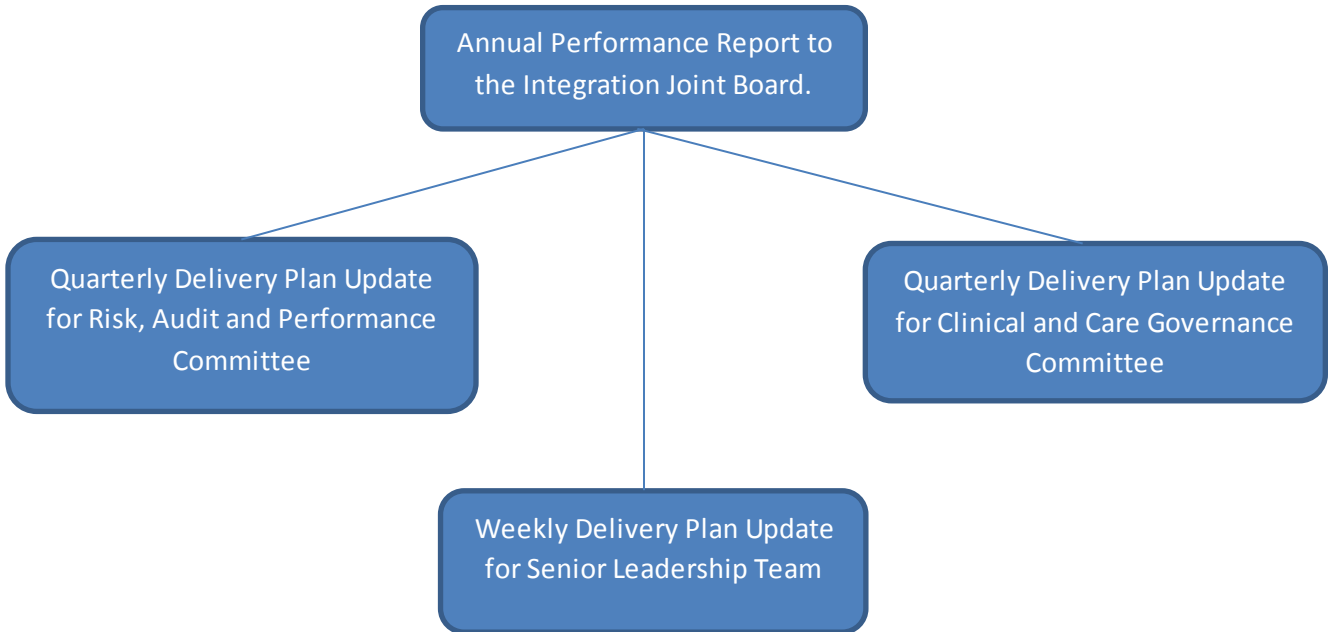 Annual Performance Report to
the Integration Joint Board.
Quarterly Delivery Plan Update
for Risk, Audit and Performance
Committee
Quarterly Delivery Plan Update
for Clinical and Care Governance
Committee
Weekly Delivery Plan Update
for Senior Leadership Team